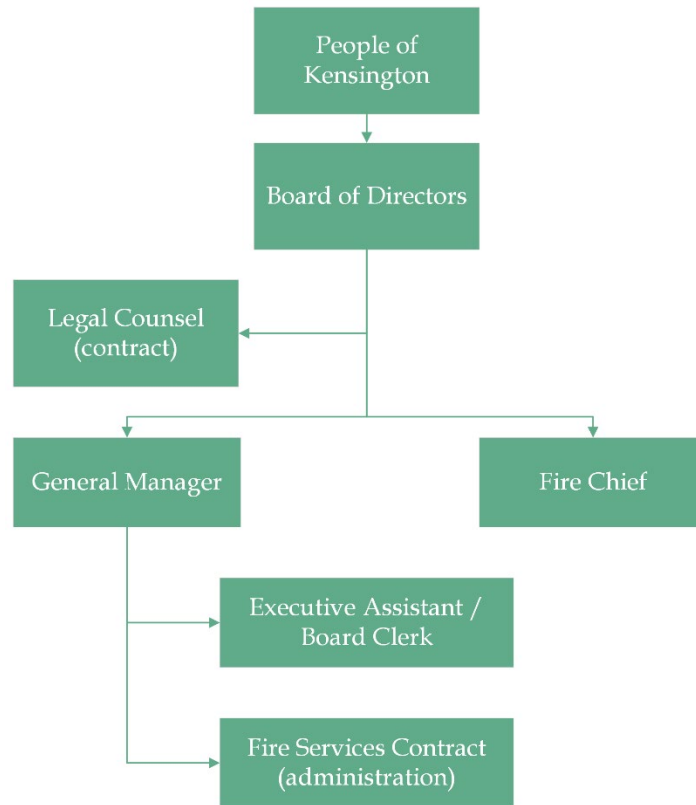 People of
Kensington
Board of Directors
Legal Counsel
(contract)
General Manager
Fire Chief
Executive Assistant /
Board Clerk
Fire Services Contract
(administration)